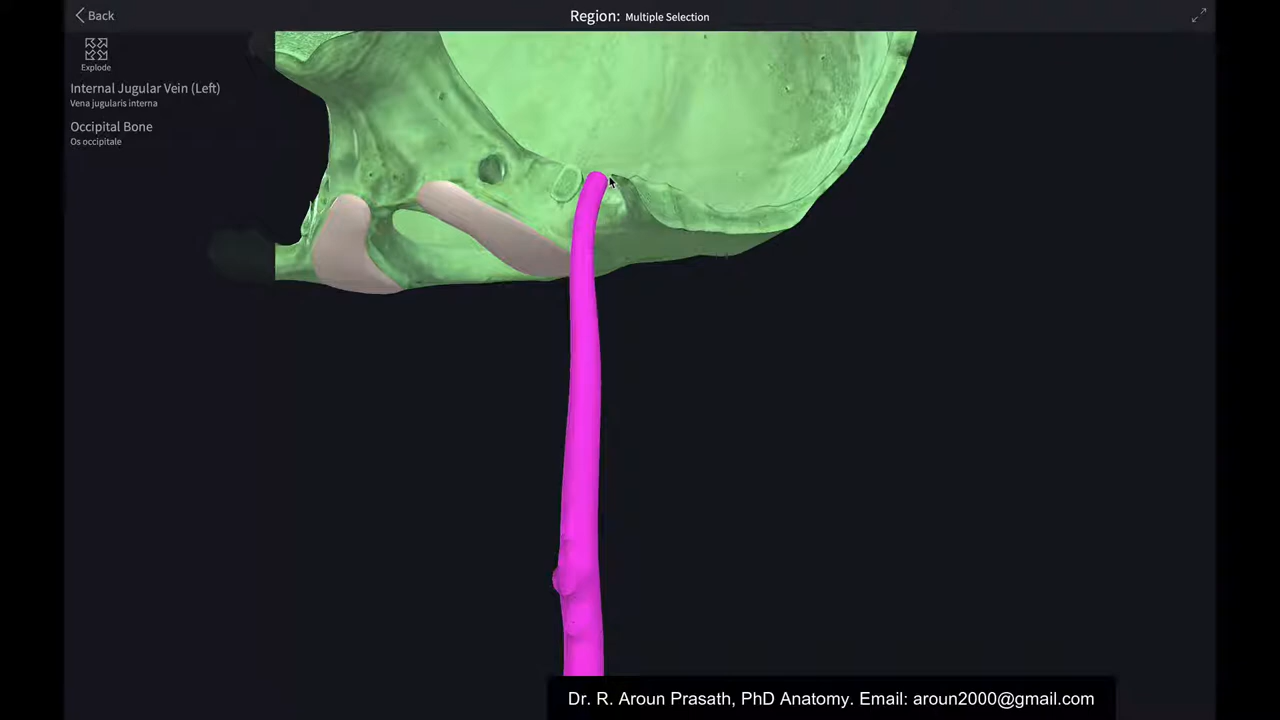 Back
Region: Multiple Selection
Explode
Internal Jugular Vein (Left)
Vena jugularis interna
Occipital Bone
Os occipitale
Dr. R. Aroun Prasath, PhD Anatomy. Email: aroun2000@gmail.com